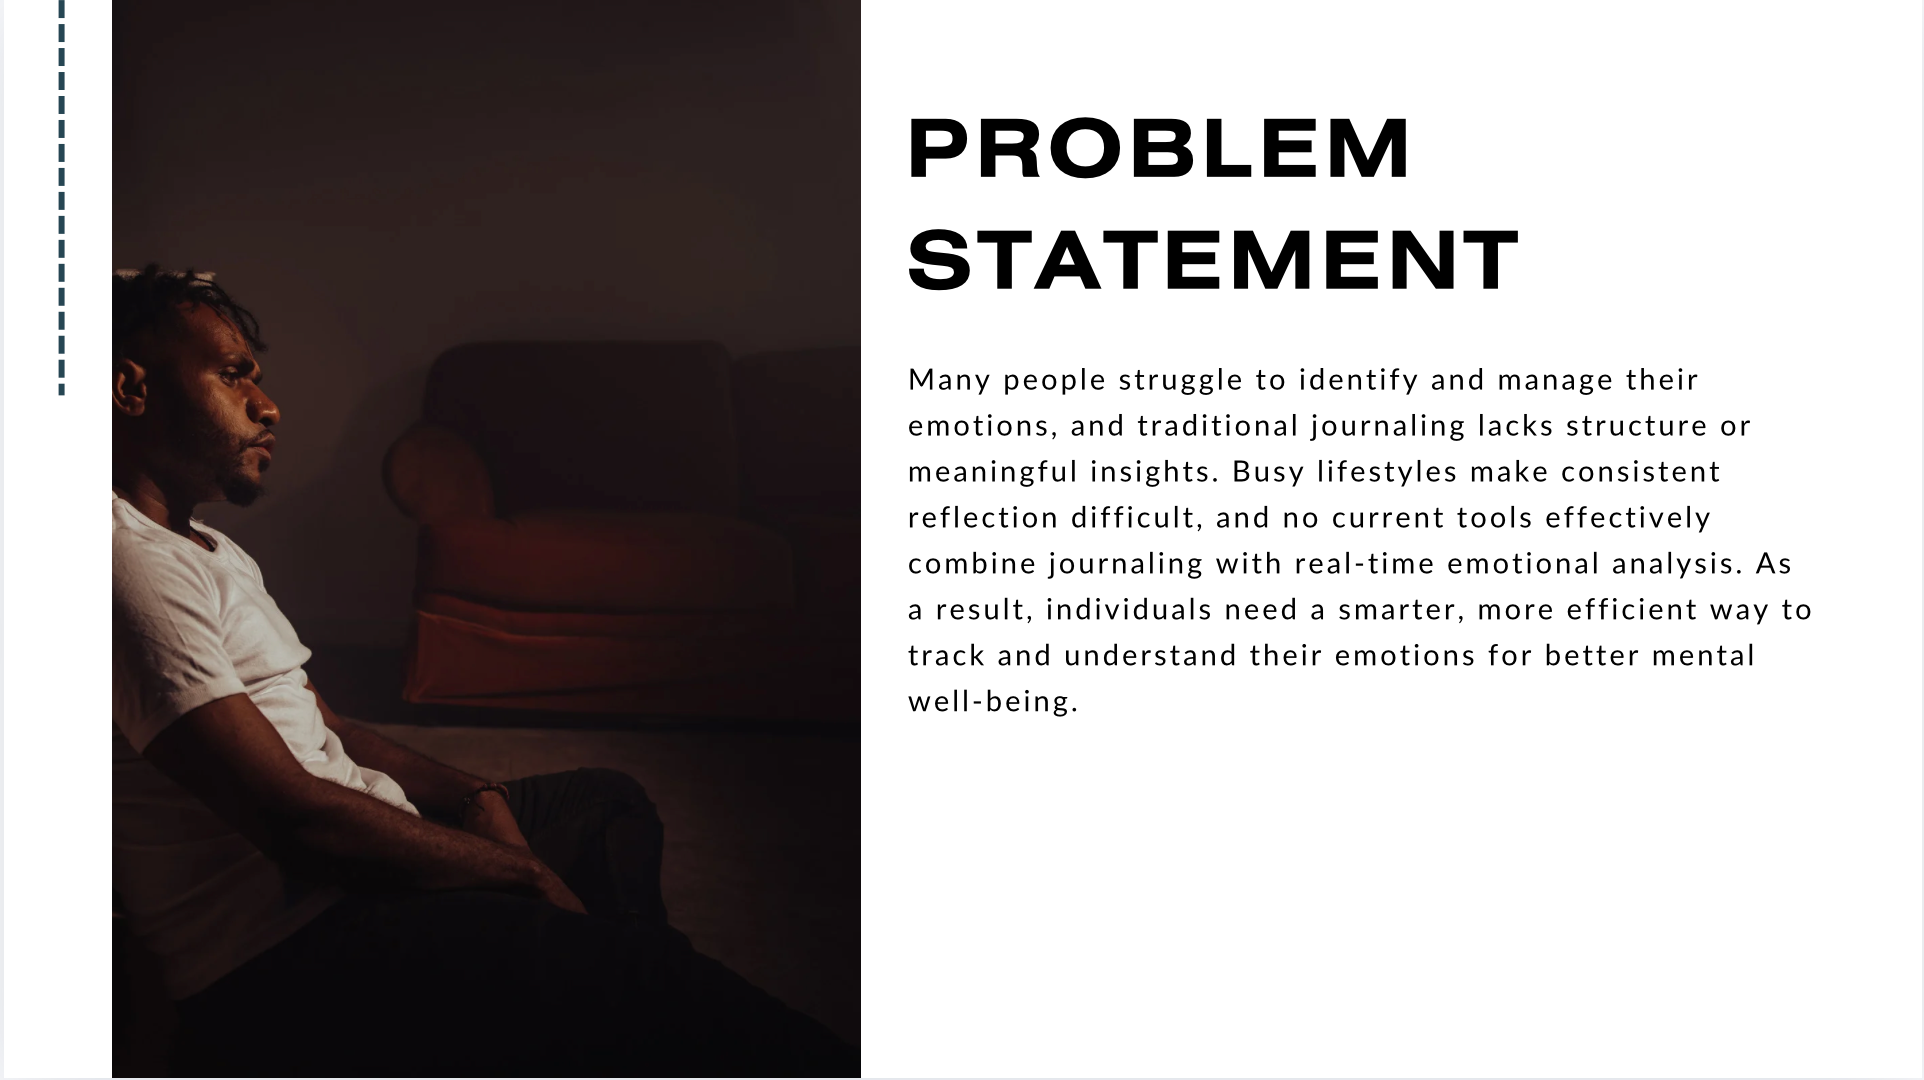 PROBLEM
STATEMENT
Many people struggle to identify and manage their
emotions, and traditional journaling lacks structure or
meaningful insights. Busy lifestyles make consistent
reflection difficult, and no current tools effectively
combine journaling with real-time emotional analysis. As
a result, individuals need a smarter, more efficient way to
track and understand their emotions for better mental
well-being.